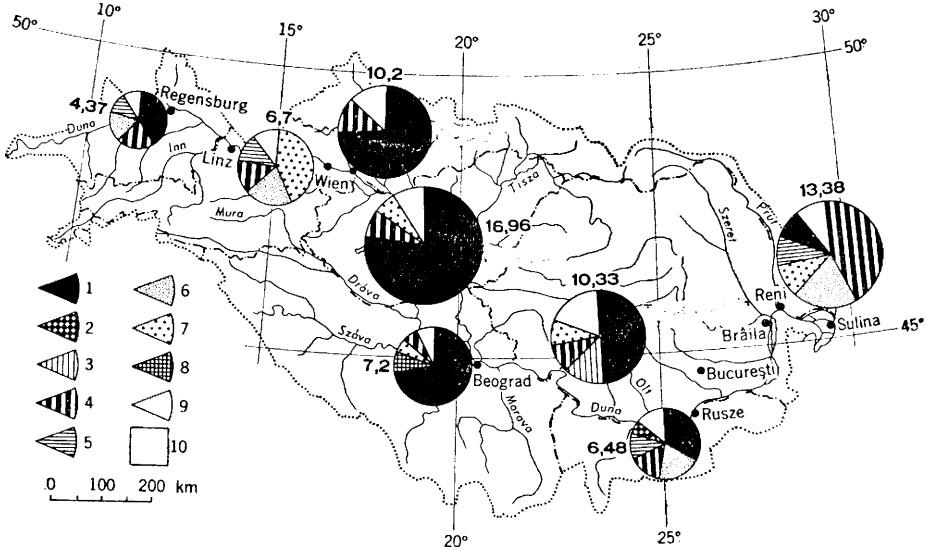 50° 10° 15° 20° 25° 30° 50°
10,2
4,37 Regensburg 6,7
Duna
Inn
Linz
Wien
Tisza
Mura
13,38
16,96
Szeret
Prut
Dráva
10,33
Reni
Száva
Brăila
Sulina 45°
7,2
Beograd
Bucureşti
Olt
Duna
Morava
Rusze
6,48
20° 25°
1 6
2 7
3 8
4 9
5 10
0 100 200 km